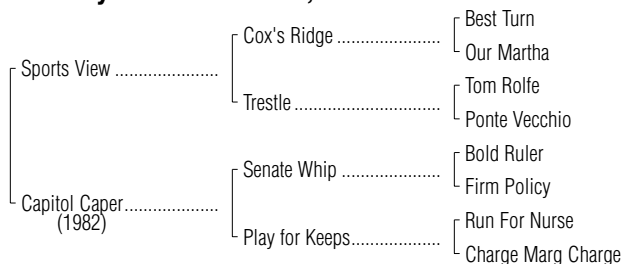 Best Turn
Cox's Ridge ........................
Our Martha
Sports View ........................
Tom Rolfe
Trestle ..................................
Ponte Vecchio
Bold Ruler
Senate Whip .......................
Firm Policy
Capitol Caper......................
(1982)
Run For Nurse
Play for Keeps.....................
Charge Marg Charge